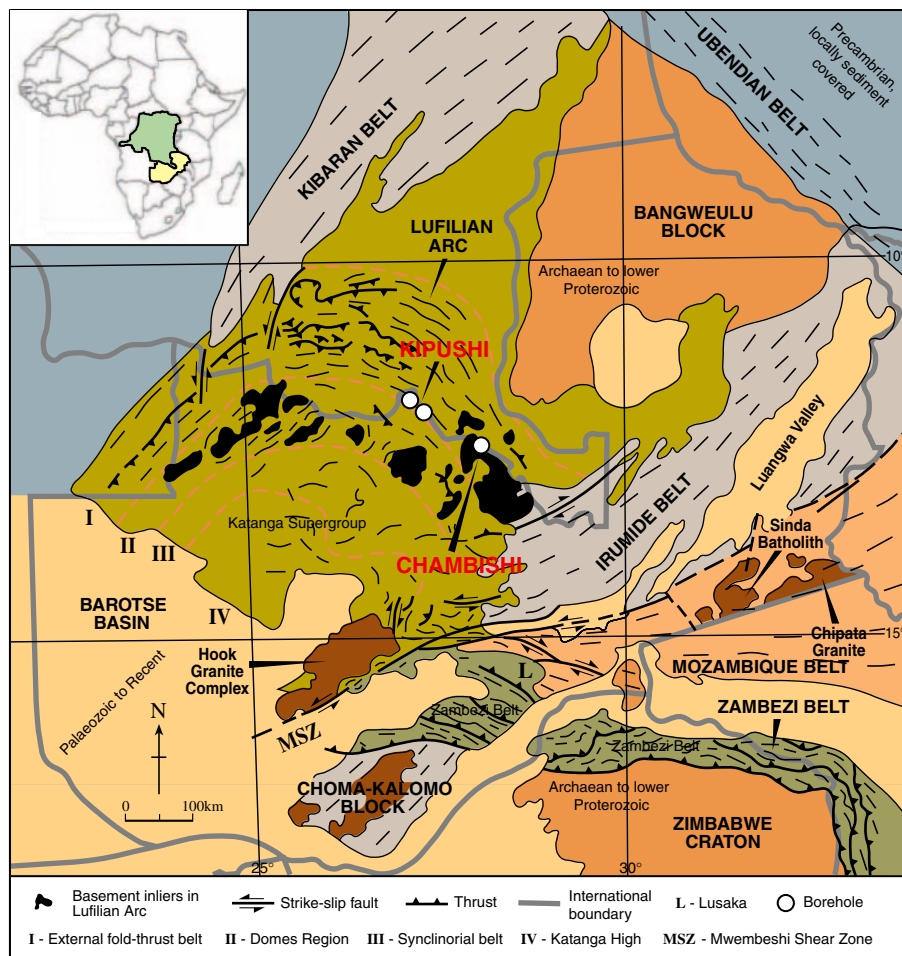 UBENDIAN BELT
Precambrian,
locally sediment
covered
KIBARAN BELT
LUFILIAN
ARC
BANGWEULU
BLOCK
10°
Archaean to lower
Proterozoic
KIPUSHI
Luangwa Valley
Katanga Supergroup
IRUMIDE BELT
Sinda
Batholith
I
II
III
CHAMBISHI
BAROTSE
BASIN
IV
Chipata
Granite
15°
Hook
Granite
Complex
L
MOZAMBIQUE BELT
Palaeozoic to Recent
N
Zambezi Belt
ZAMBEZI BELT
MSZ
Zambezi Belt
CHOMA-KALOMO
BLOCK
Archaean to lower
Proterozoic
0 100km
ZIMBABWE
CRATON
25°
30°
Basement inliers in
Lufilian Arc
Strike-slip fault
Thrust
International
boundary
L - Lusaka
Borehole
I - External fold-thrust belt
II - Domes Region
III - Synclinorial belt
IV - Katanga High
MSZ - Mwembeshi Shear Zone